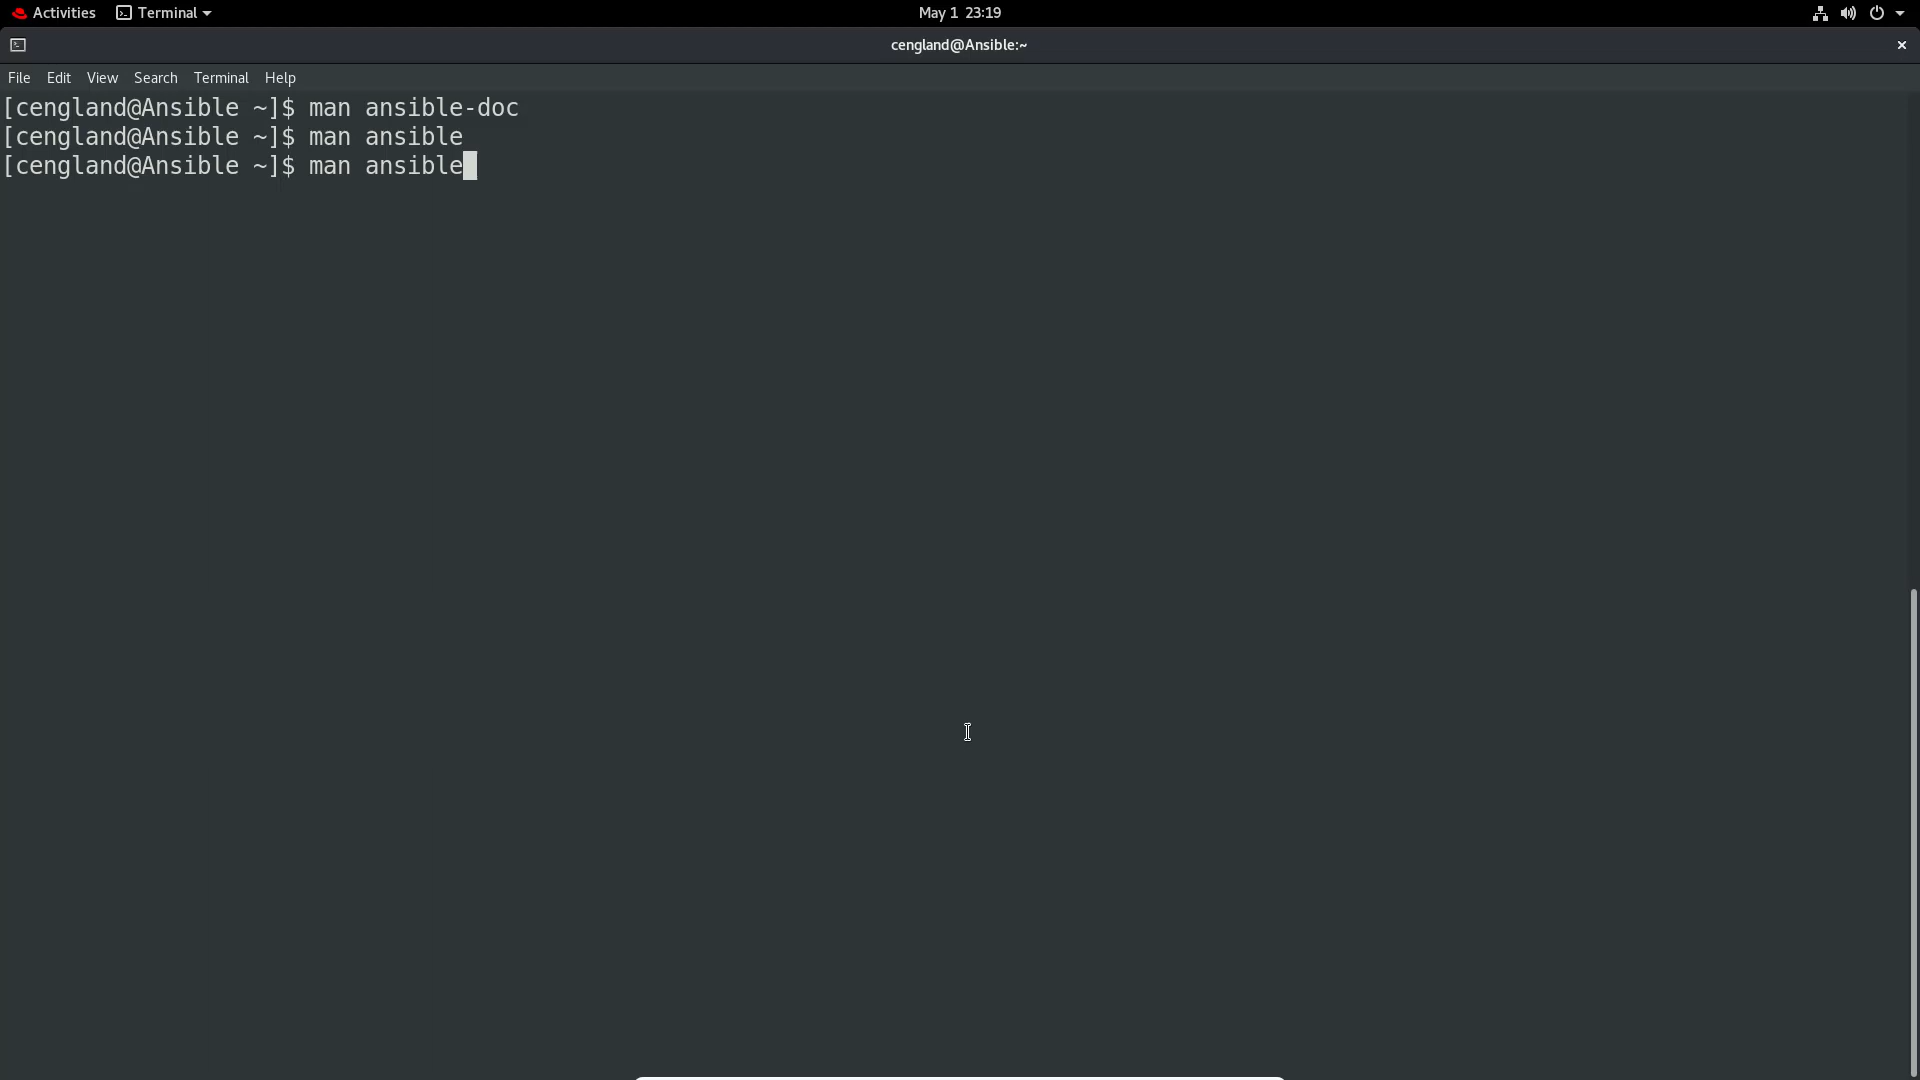 Activities Terminal May 1 23:19
cengland@Ansible:~
File Edit View Search Terminal Help
[cengland@Ansible ~]$ man ansible-doc
[cengland@Ansible ~]$ man ansible
[cengland@Ansible ~]$ man ansible